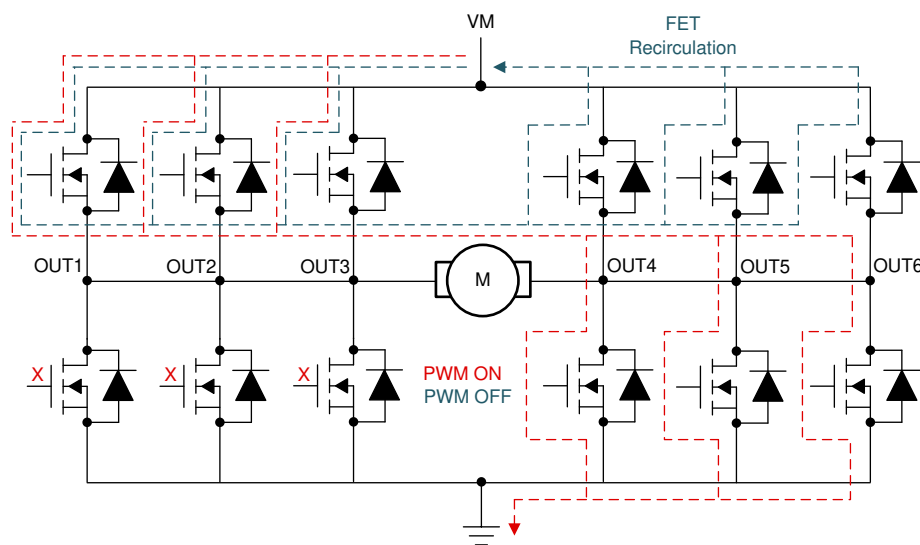 VM
FET
Recirculation
OUT1
OUT2
OUT3
M
OUT4
OUT5
OUT6
X
X
X
PWM ON
PWM OFF